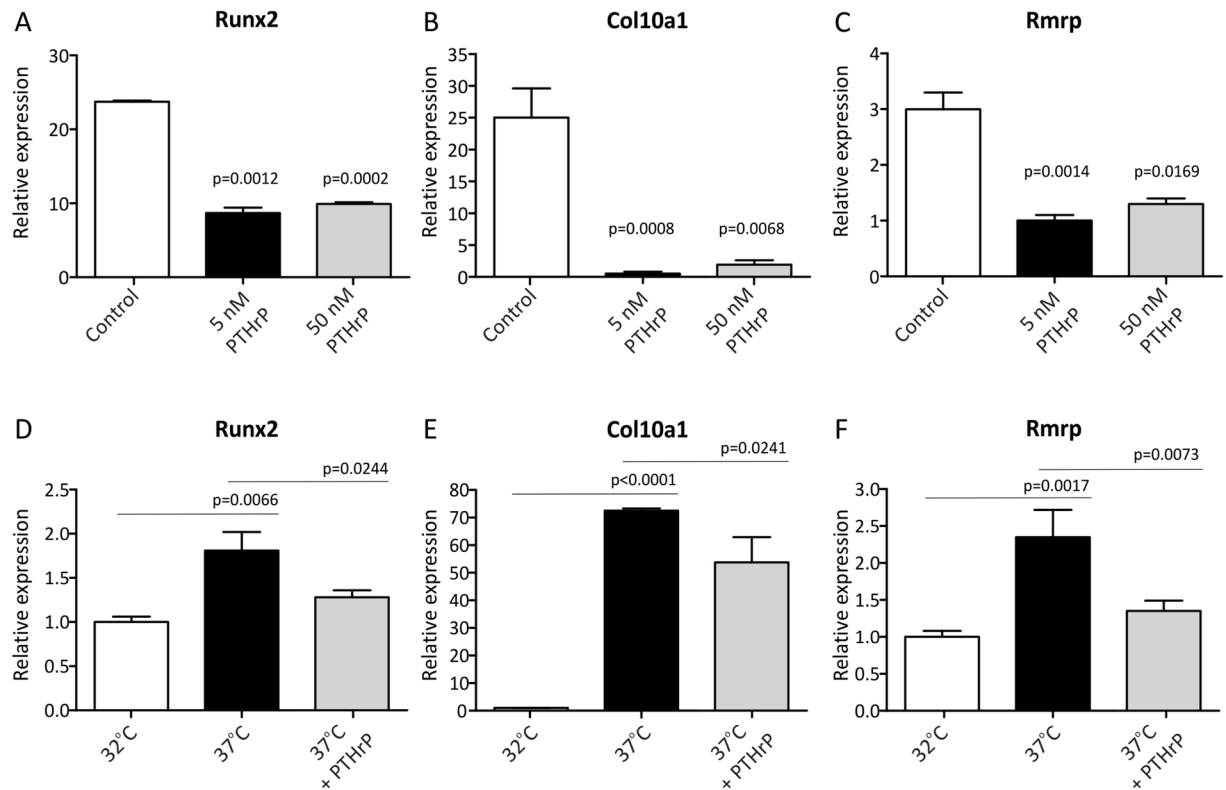 A
Runx2
Relative expression
30
20
10
0
p=0.0012
p=0.0002
Control
5 nM
PTHrP
50 nM
PTHrP
B
Col10a1
Relative expression
35
30
25
20
15
10
5
0
p=0.0008
p=0.0068
Control
5 nM
PTHrP
50 nM
PTHrP
C
Rmrp
Relative expression
4
3
2
1
0
p=0.0014
p=0.0169
Control
5 nM
PTHrP
50 nM
PTHrP
D
Runx2
p=0.0244
p=0.0066
Relative expression
2.5
2.0
1.5
1.0
0.5
0.0
32°C
37°C
37°C
+ PTHrP
E
Col10a1
p=0.0241
p<0.0001
Relative expression
80
70
60
50
40
30
20
10
0
32°C
37°C
37°C
+ PTHrP
F
Rmrp
p=0.0073
p=0.0017
Relative expression
3.0
2.5
2.0
1.5
1.0
0.5
0.0
32°C
37°C
37°C
+ PTHrP